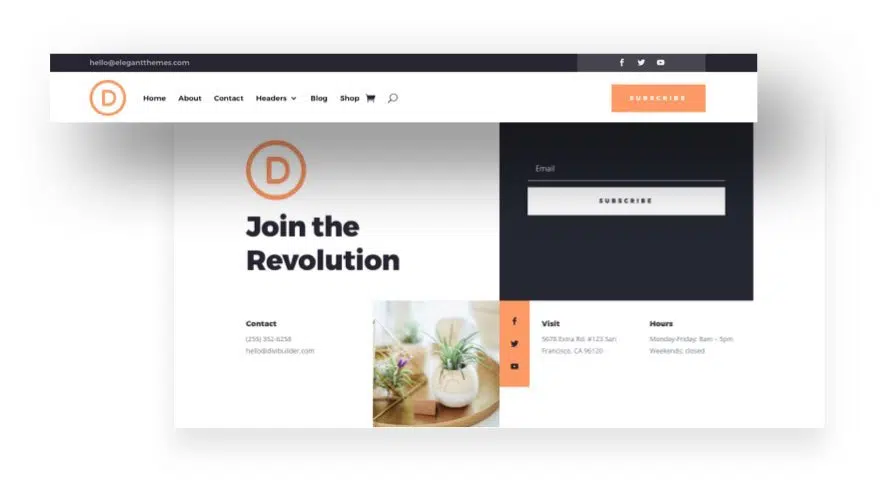 hello@elegantthemes.com
D
Home About Contact Headers Blog Shop
SUBSCRIBE
D
Join the
Revolution
Email
SUBSCRIBE
Contact
(255) 352-6258
hello@divibuilder.com
Visit
5678 Extra Rd. #123 San
Francisco, CA 96120
Hours
Monday-Friday: 8am – 5pm
Weekends: closed